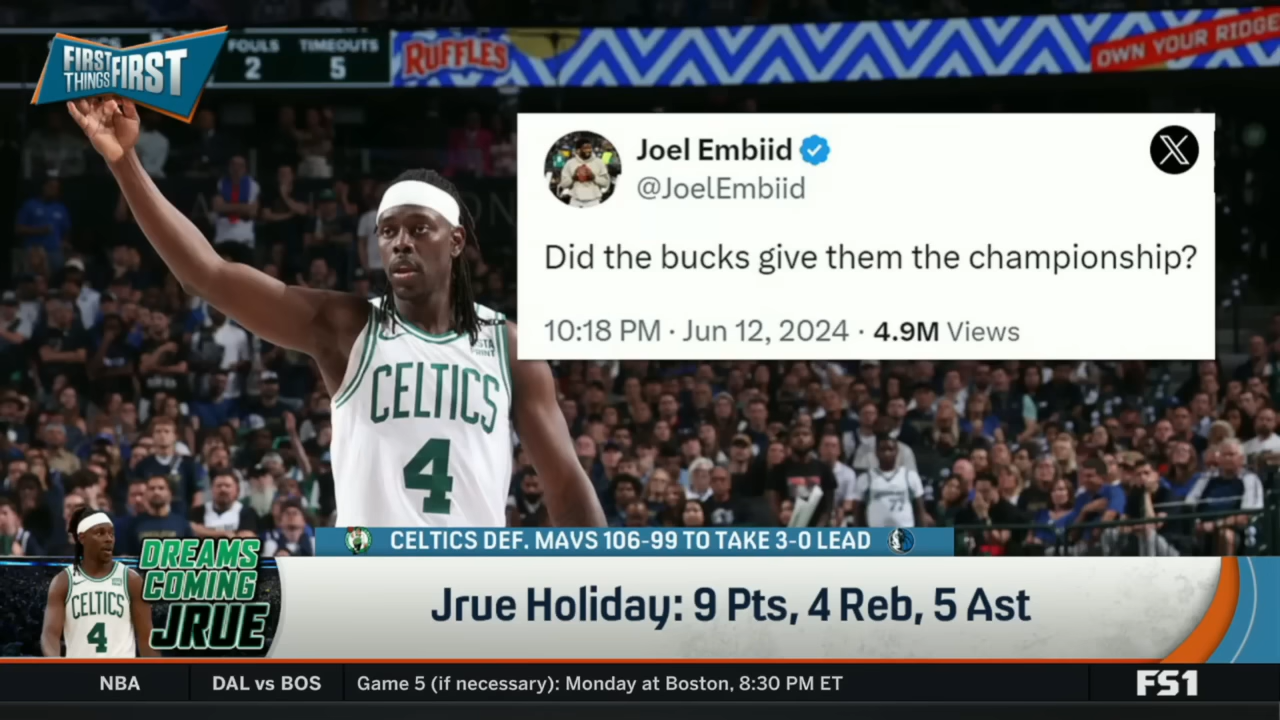 FIRST
THINGS FIRST
FOULS
2
TIMEOUTS
5
RUFFLES
OWN YOUR RIDGE
Joel Embiid
@JoelEmbiid
X
Did the bucks give them the championship?
10:18 PM · Jun 12, 2024 · 4.9M Views
CELTICS
4
CELTICS DEF. MAVS 106-99 TO TAKE 3-0 LEAD
DREAMS
COMING
JRUE
CELTICS
4
Jrue Holiday: 9 Pts, 4 Reb, 5 Ast
NBA
DAL vs BOS
Game 5 (if necessary): Monday at Boston, 8:30 PM ET
FS1